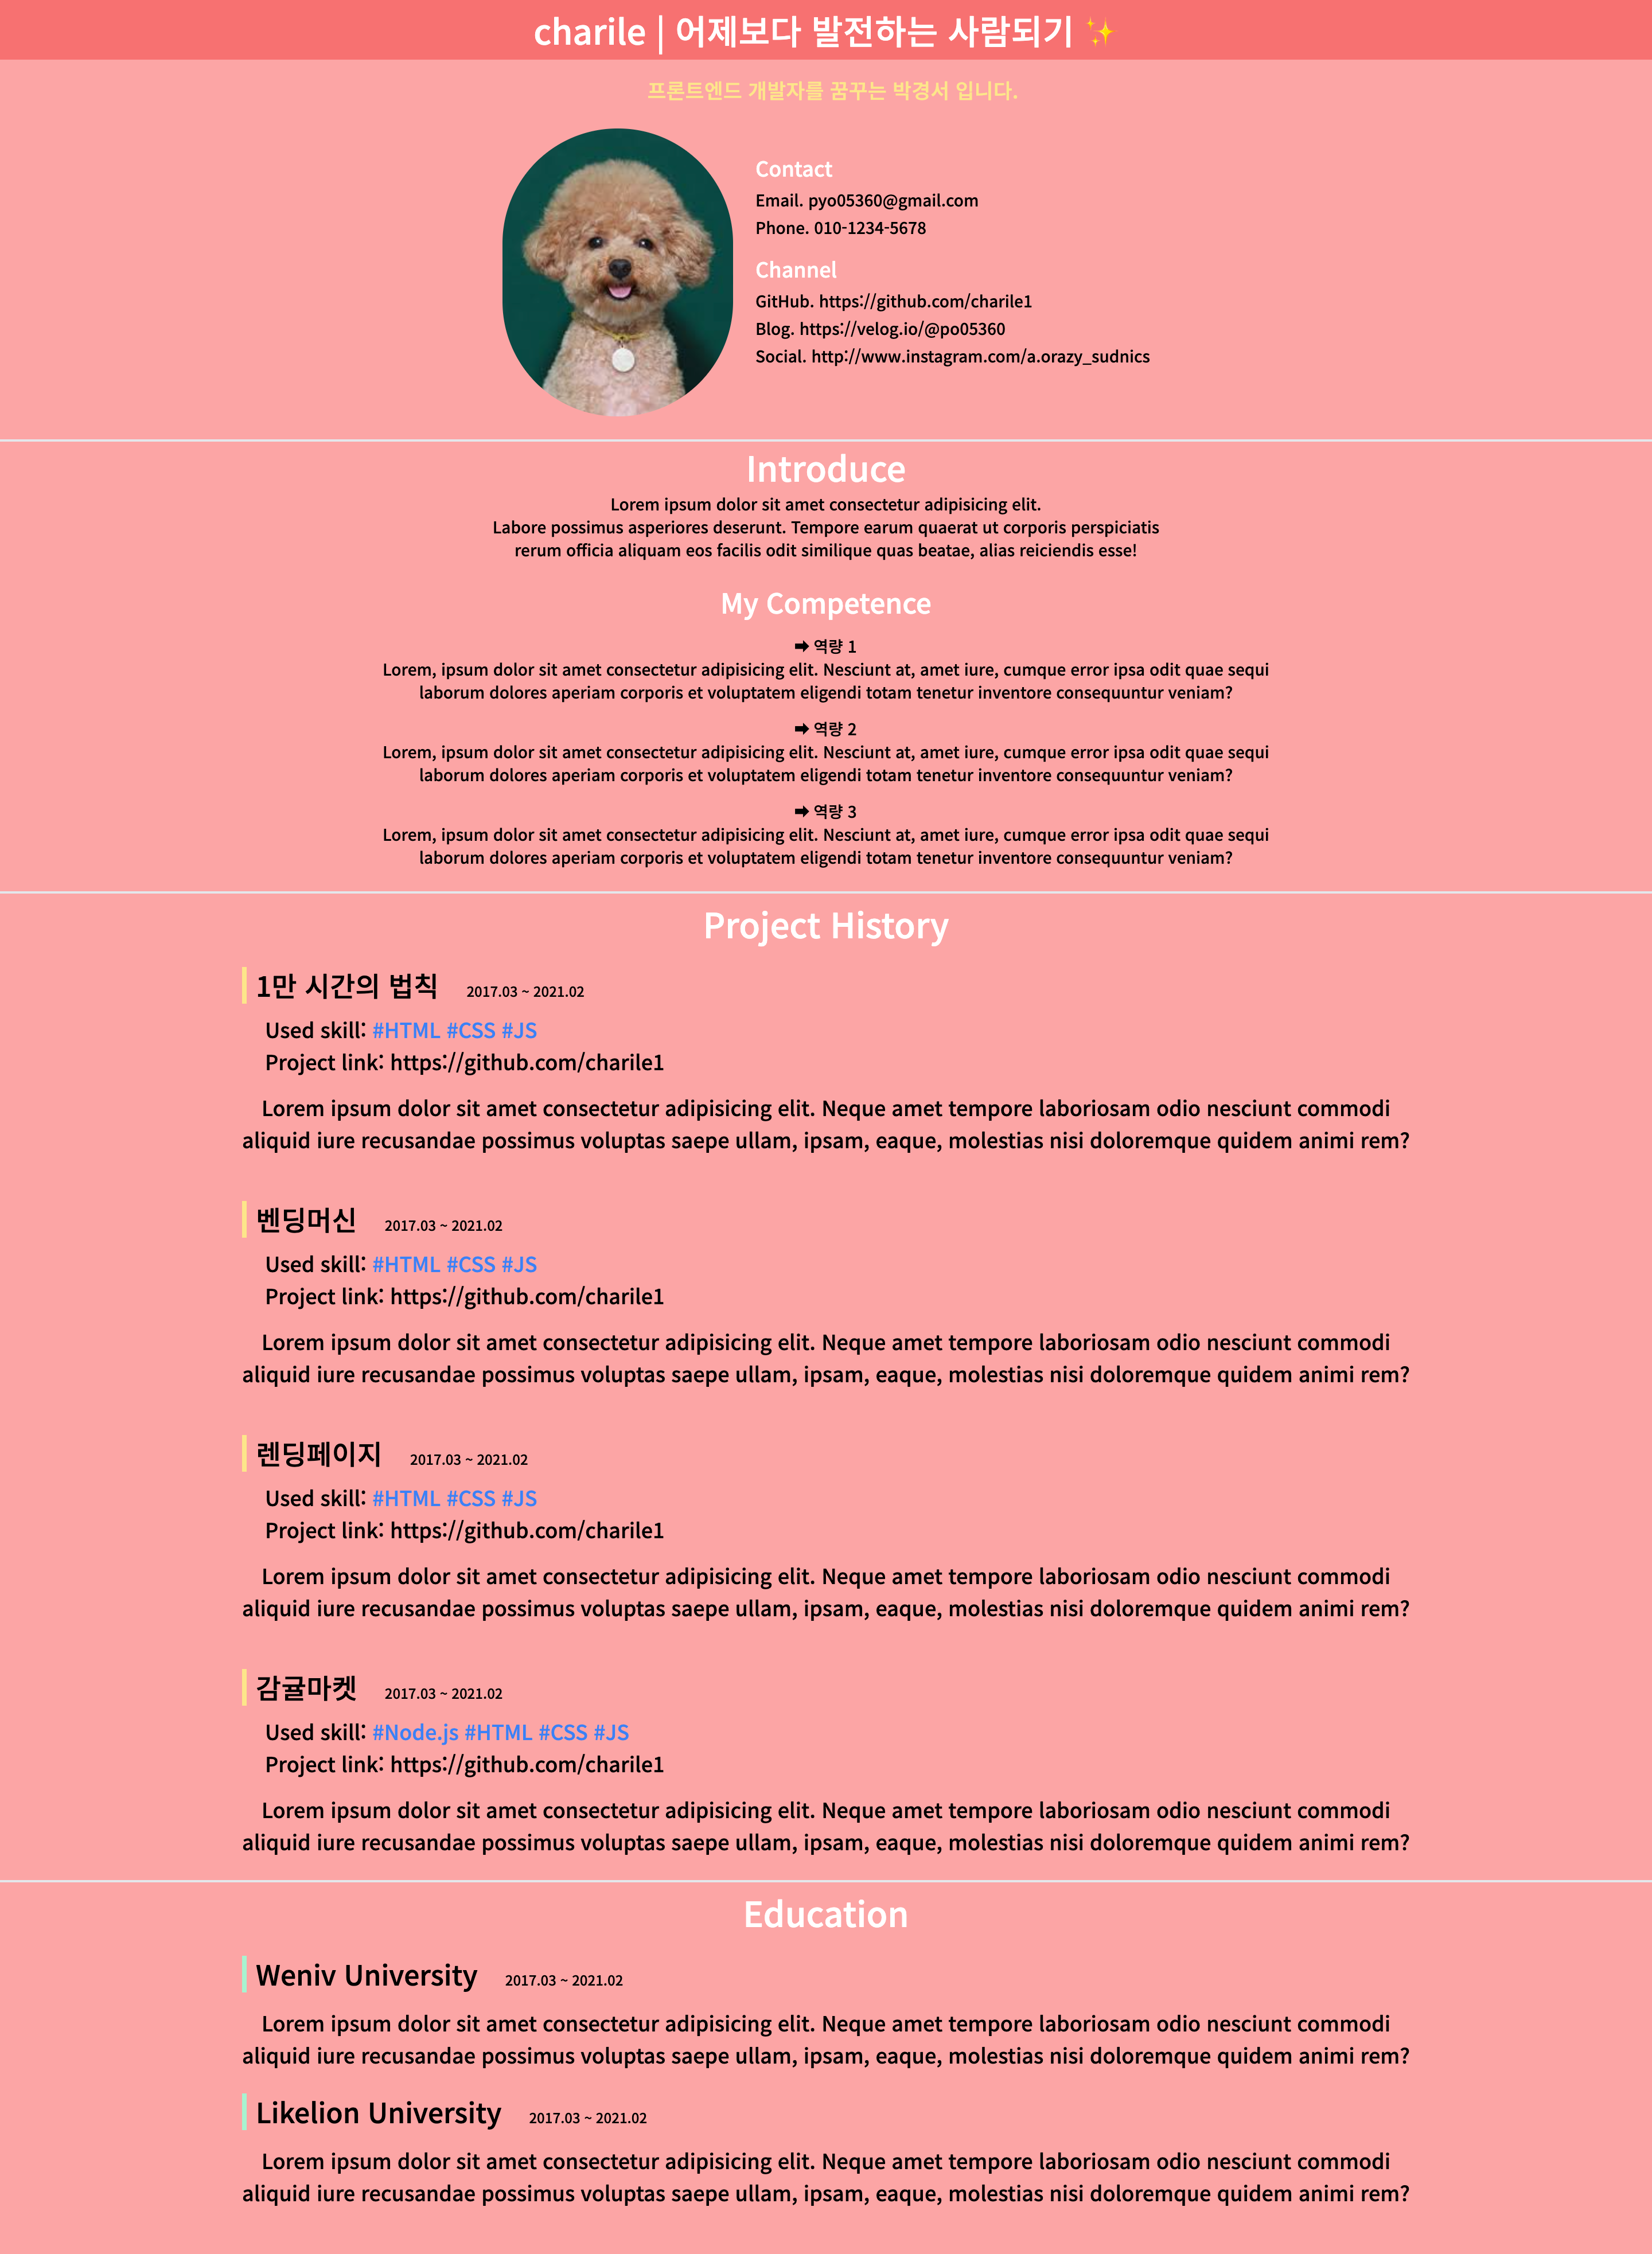 charile | 어제보다 발전하는 사람되기 ✨
프론트엔드 개발자를 꿈꾸는 박경서 입니다.
Contact
Email. pyo05360@gmail.com
Phone. 010-1234-5678
Channel
GitHub. https://github.com/charile1
Blog. https://velog.io/@po05360
Social. http://www.instagram.com/a.orazy_sudnics
Introduce
Lorem ipsum dolor sit amet consectetur adipisicing elit.
Labore possimus asperiores deserunt. Tempore earum quaerat ut corporis perspiciatis
rerum officia aliquam eos facilis odit similique quas beatae, alias reiciendis esse!
My Competence
➡ 역량 1
Lorem, ipsum dolor sit amet consectetur adipisicing elit. Nesciunt at, amet iure, cumque error ipsa odit quae sequi
laborum dolores aperiam corporis et voluptatem eligendi totam tenetur inventore consequuntur veniam?
➡ 역량 2
Lorem, ipsum dolor sit amet consectetur adipisicing elit. Nesciunt at, amet iure, cumque error ipsa odit quae sequi
laborum dolores aperiam corporis et voluptatem eligendi totam tenetur inventore consequuntur veniam?
➡ 역량 3
Lorem, ipsum dolor sit amet consectetur adipisicing elit. Nesciunt at, amet iure, cumque error ipsa odit quae sequi
laborum dolores aperiam corporis et voluptatem eligendi totam tenetur inventore consequuntur veniam?
Project History
1만 시간의 법칙 2017.03 ~ 2021.02
Used skill: #HTML #CSS #JS
Project link: https://github.com/charile1
Lorem ipsum dolor sit amet consectetur adipisicing elit. Neque amet tempore laboriosam odio nesciunt commodi
aliquid iure recusandae possimus voluptas saepe ullam, ipsam, eaque, molestias nisi doloremque quidem animi rem?
벤딩머신 2017.03 ~ 2021.02
Used skill: #HTML #CSS #JS
Project link: https://github.com/charile1
Lorem ipsum dolor sit amet consectetur adipisicing elit. Neque amet tempore laboriosam odio nesciunt commodi
aliquid iure recusandae possimus voluptas saepe ullam, ipsam, eaque, molestias nisi doloremque quidem animi rem?
렌딩페이지 2017.03 ~ 2021.02
Used skill: #HTML #CSS #JS
Project link: https://github.com/charile1
Lorem ipsum dolor sit amet consectetur adipisicing elit. Neque amet tempore laboriosam odio nesciunt commodi
aliquid iure recusandae possimus voluptas saepe ullam, ipsam, eaque, molestias nisi doloremque quidem animi rem?
감귤마켓 2017.03 ~ 2021.02
Used skill: #Node.js #HTML #CSS #JS
Project link: https://github.com/charile1
Lorem ipsum dolor sit amet consectetur adipisicing elit. Neque amet tempore laboriosam odio nesciunt commodi
aliquid iure recusandae possimus voluptas saepe ullam, ipsam, eaque, molestias nisi doloremque quidem animi rem?
Education
Weniv University 2017.03 ~ 2021.02
Lorem ipsum dolor sit amet consectetur adipisicing elit. Neque amet tempore laboriosam odio nesciunt commodi
aliquid iure recusandae possimus voluptas saepe ullam, ipsam, eaque, molestias nisi doloremque quidem animi rem?
Likelion University 2017.03 ~ 2021.02
Lorem ipsum dolor sit amet consectetur adipisicing elit. Neque amet tempore laboriosam odio nesciunt commodi
aliquid iure recusandae possimus voluptas saepe ullam, ipsam, eaque, molestias nisi doloremque quidem animi rem?